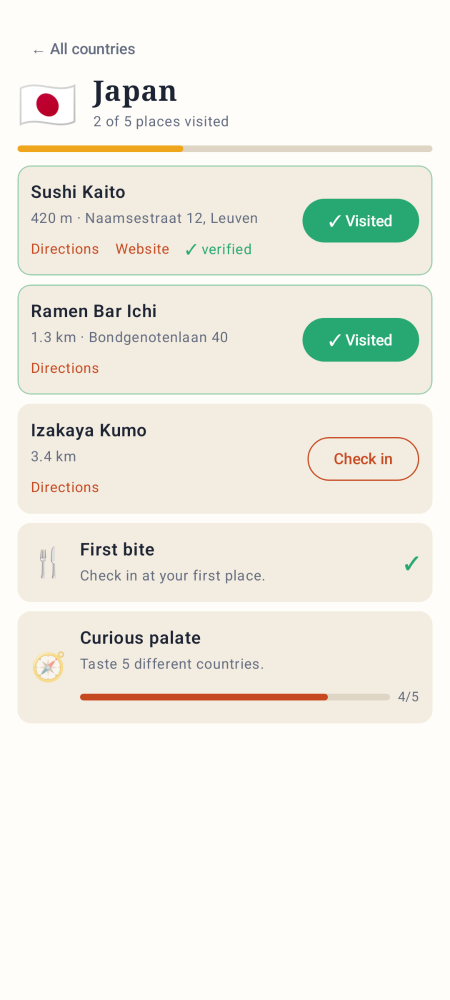 ← All countries
Japan
2 of 5 places visited
Sushi Kaito
420 m · Naamsestraat 12, Leuven
Directions Website ✓ verified
✓ Visited
Ramen Bar Ichi
1.3 km · Bondgenotenlaan 40
Directions
✓ Visited
Izakaya Kumo
3.4 km
Directions
Check in
First bite
Check in at your first place.
✓
Curious palate
Taste 5 different countries.
4/5